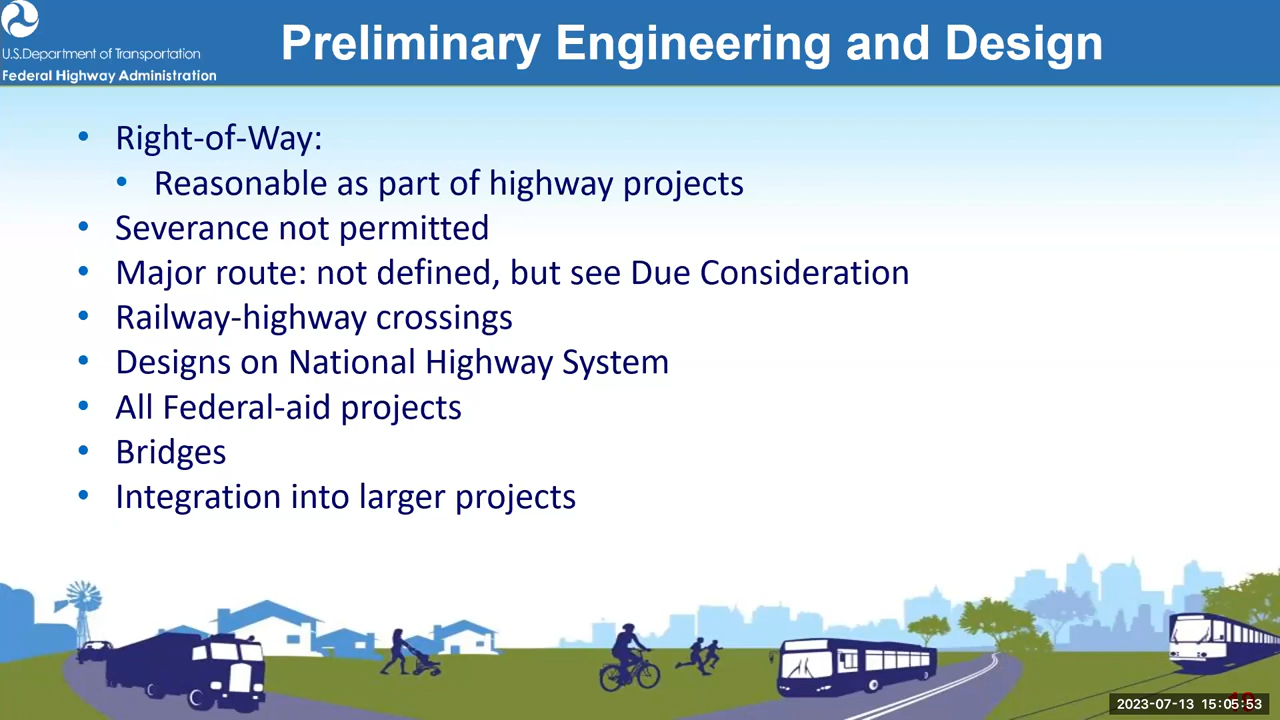 U.S.Department of Transportation
Federal Highway Administration
Preliminary Engineering and Design
• Right-of-Way:
• Reasonable as part of highway projects
• Severance not permitted
• Major route: not defined, but see Due Consideration
• Railway-highway crossings
• Designs on National Highway System
• All Federal-aid projects
• Bridges
• Integration into larger projects
2023-07-13 15:05:53